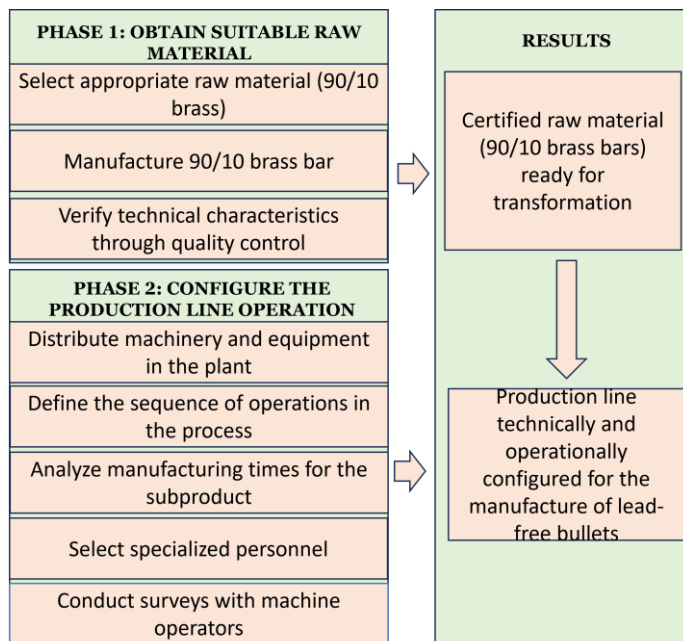 PHASE 1: OBTAIN SUITABLE RAW
MATERIAL
Select appropriate raw material (90/10
brass)
Manufacture 90/10 brass bar
Verify technical characteristics
through quality control
PHASE 2: CONFIGURE THE
PRODUCTION LINE OPERATION
Distribute machinery and equipment
in the plant
Define the sequence of operations in
the process
Analyze manufacturing times for the
subproduct
Select specialized personnel
Conduct surveys with machine
operators
RESULTS
Certified raw material
(90/10 brass bars)
ready for
transformation
Production line
technically and
operationally
configured for the
manufacture of lead-
free bullets